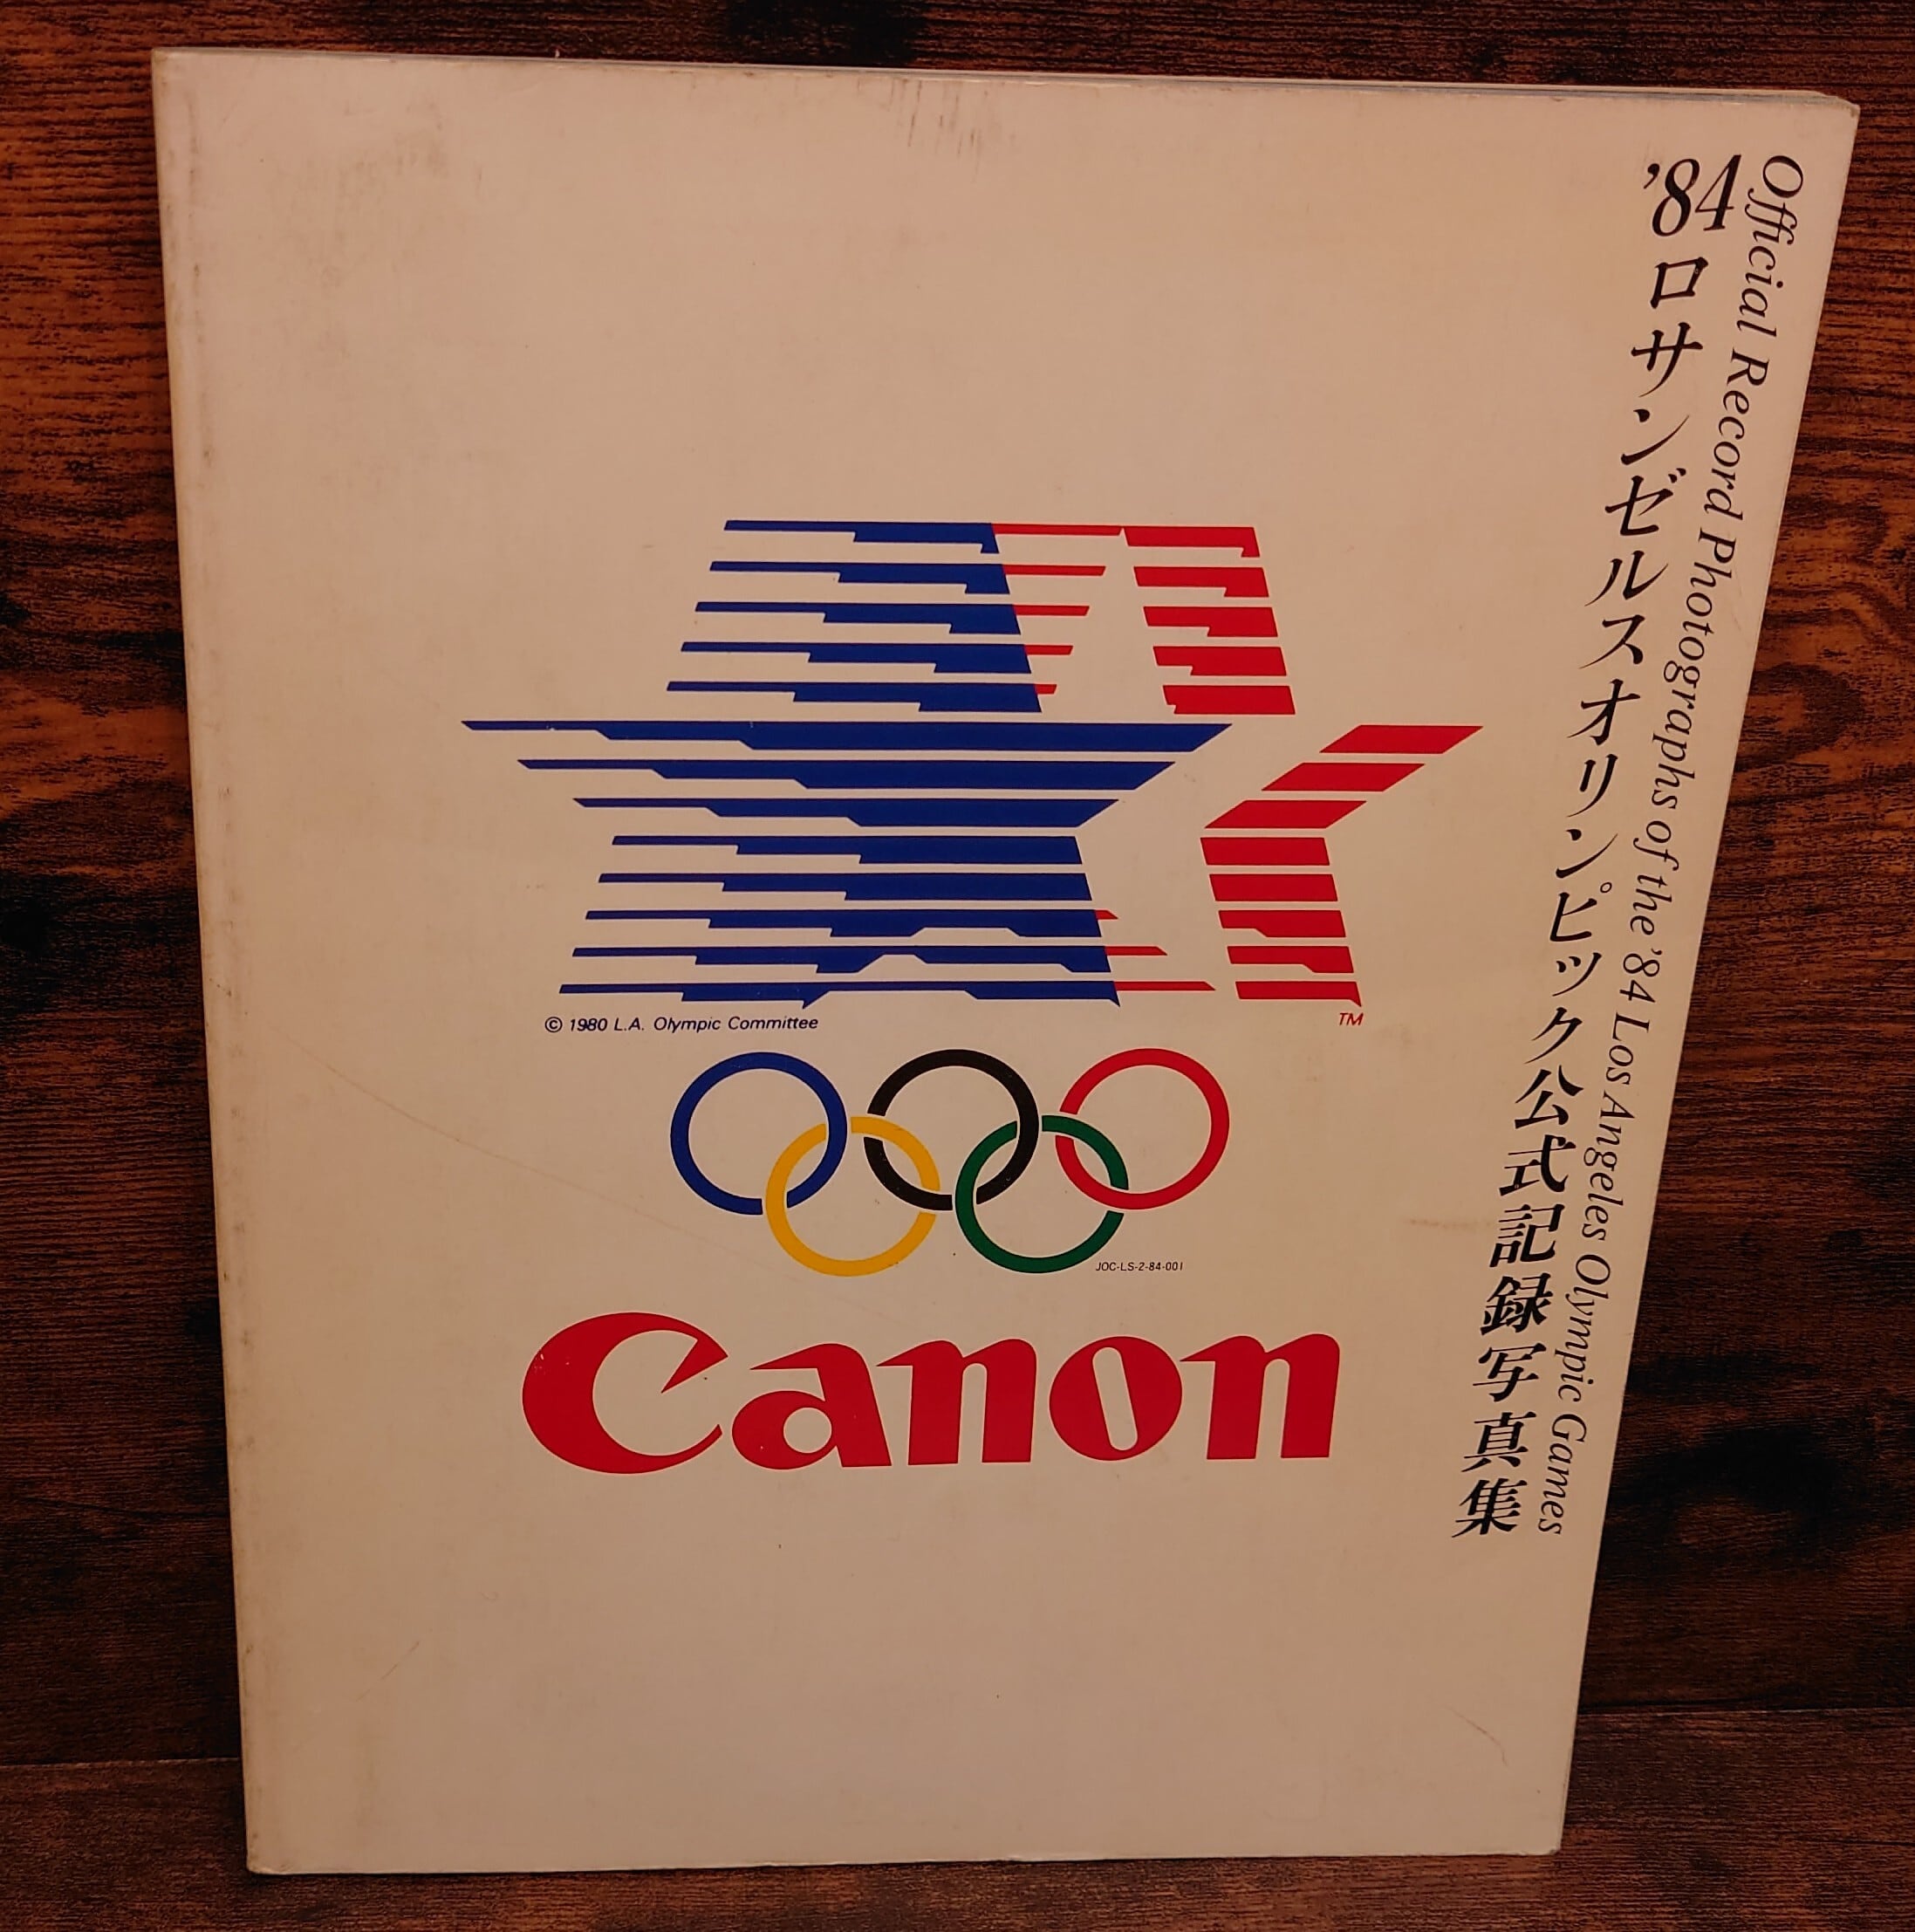 Official Record Photographs of the '84 Los Angeles Olympic Games
'84ロサンゼルスオリンピック公式記録写真集
© 1980 L.A. Olympic Committee
TM
JOC-LS-2-84-001
Canon